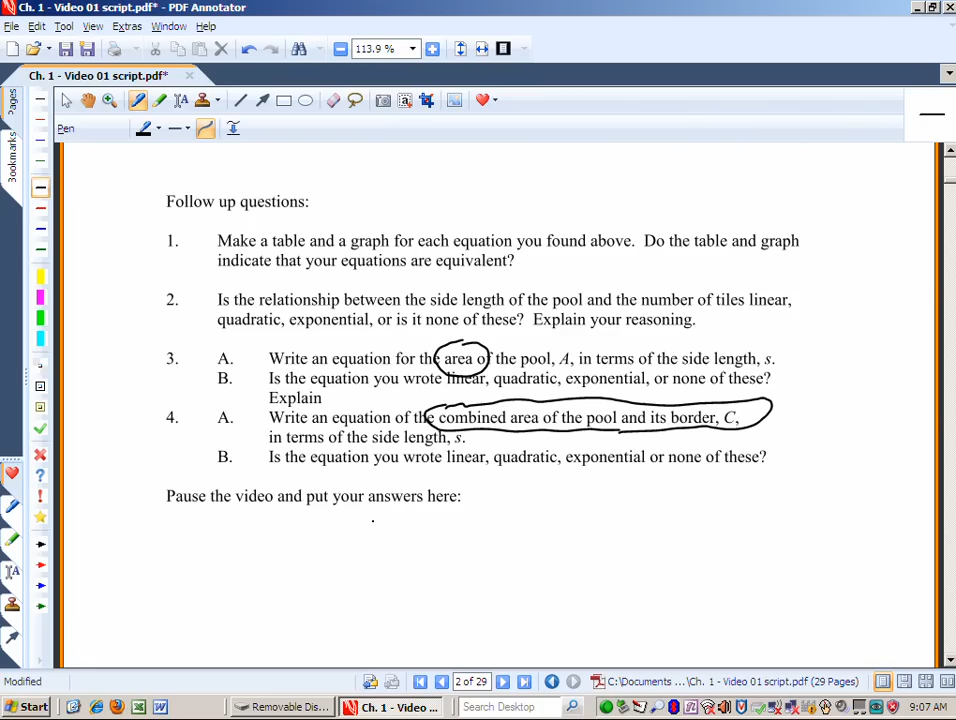 Ch. 1 - Video 01 script.pdf* - PDF Annotator
File Edit Tool View Extras Window Help
113.9 %
Ch. 1 - Video 01 script.pdf*
Pen
Pages
Bookmarks
Follow up questions:
1. Make a table and a graph for each equation you found above. Do the table and graph
indicate that your equations are equivalent?
2. Is the relationship between the side length of the pool and the number of tiles linear,
quadratic, exponential, or is it none of these? Explain your reasoning.
3. A. Write an equation for the area of the pool, A, in terms of the side length, s.
B. Is the equation you wrote linear, quadratic, exponential, or none of these?
Explain
4. A. Write an equation of the combined area of the pool and its border, C,
in terms of the side length, s.
B. Is the equation you wrote linear, quadratic, exponential or none of these?
Pause the video and put your answers here:
Modified
2 of 29
C:\Documents ...\Ch. 1 - Video 01 script.pdf (29 Pages)
Start
Removable Dis...
Ch. 1 - Video ...
Search Desktop
9:07 AM